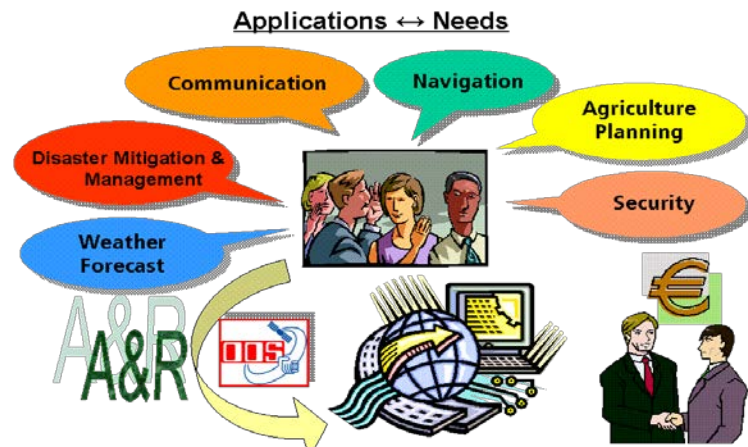 Applications ↔ Needs
Communication
Navigation
Agriculture
Planning
Disaster Mitigation &
Management
Security
Weather
Forecast
A&R
A&R
OOS
€